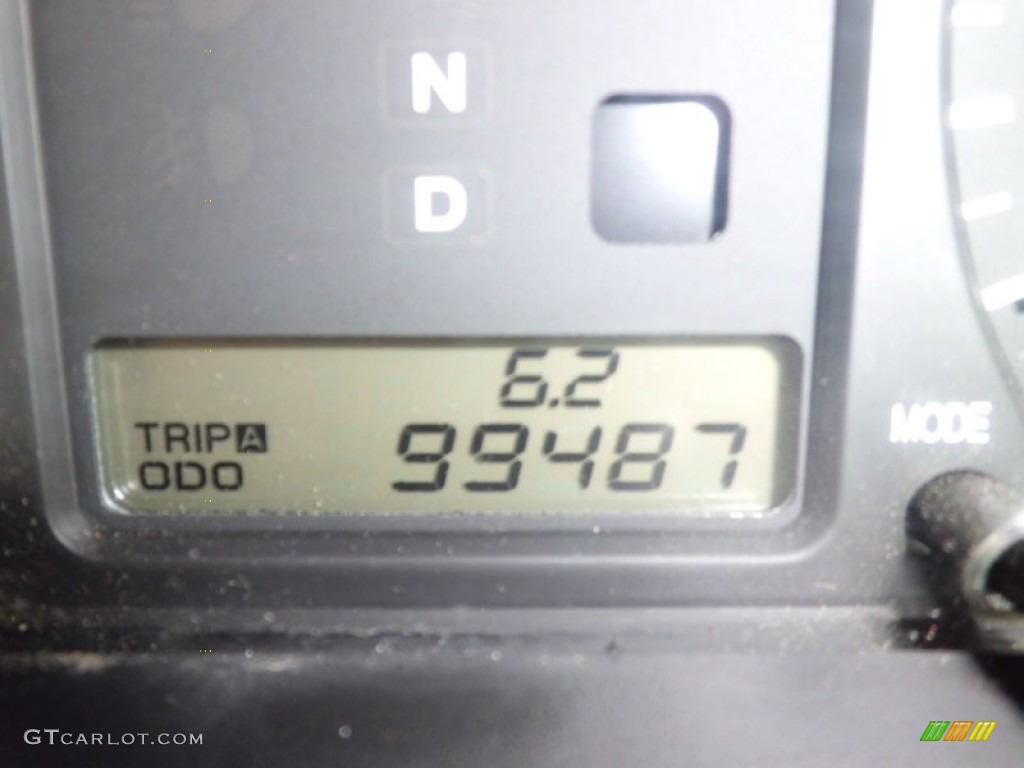 N
D
6.2
TRIP A
ODO 99487
MODE
GTCARLOT.COM